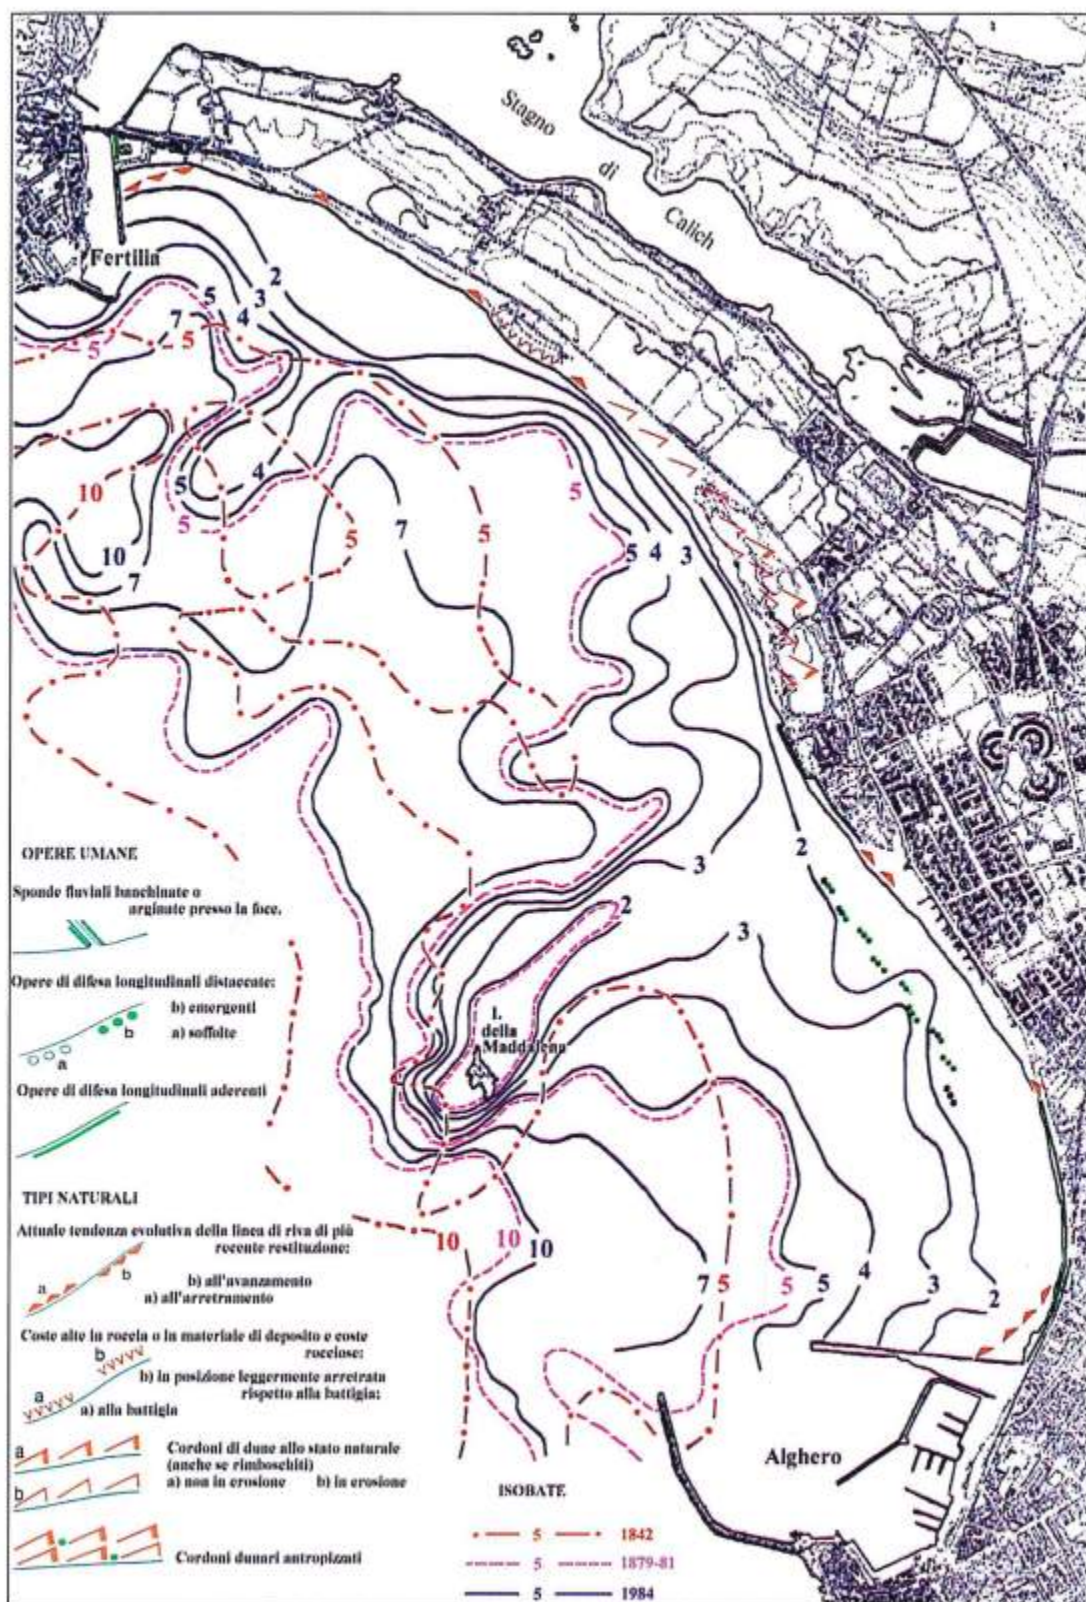 Stagno
di
Calich
Fertilia
2
3
4
5
7
5
5
10
5
5
4
10
7
5
7
5
5
5
4
3
2
3
3
2
I.
della
Maddalena
10
10
10
7
5
5
5
4
3
2
Alghero
OPERE UMANE
Sponde fluviali banchinate o
arginate presso la foce.
Opere di difesa longitudinali distaccate:
b) emergenti
a) soffolte
b
a
Opere di difesa longitudinali aderenti
TIPI NATURALI
Attuale tendenza evolutiva della linea di riva di più
recente restituzione:
a
b
b) all'avanzamento
a) all'arretramento
Coste alte in roccia o in materiale di deposito e coste
rocciose:
b
a
b) in posizione leggermente arretrata
rispetto alla battigia;
a) alla battigia
a
b
Cordoni di dune allo stato naturale
(anche se rimboschiti)
a) non in erosione b) in erosione
Cordoni dunari antropizzati
ISOBATE
5 1842
5 1879-81
5 1984